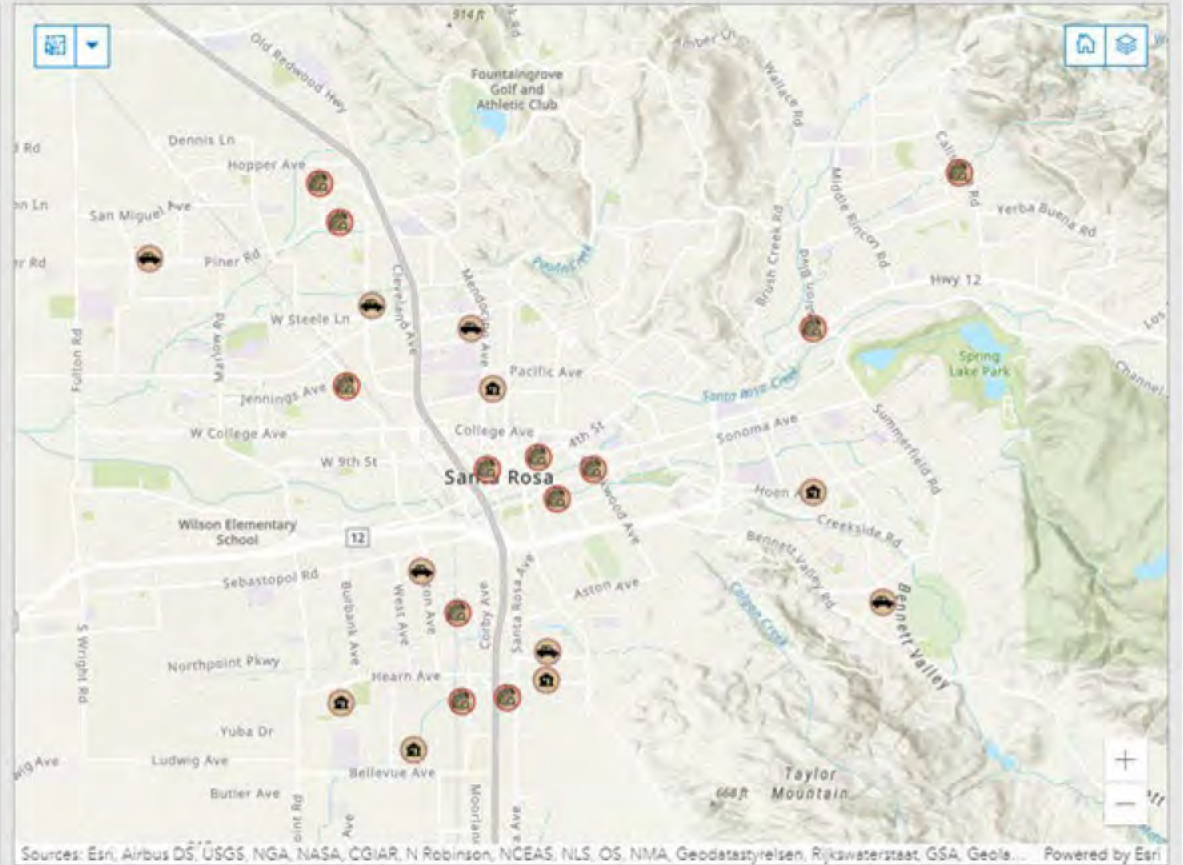 914 ft
Old Redwood Hwy
Fountaingrove
Golf and
Athletic Club
Wallace Rd
Dennis Ln
Hopper Ave
San Miguel Ave
Piner Rd
Middle Rincon Rd
Yerba Buena Rd
Brush Creek Rd
Hwy 12
Cleveland Ave
W Steele Ln
Marlow Rd
Fulton Rd
Jennings Ave
Pacific Ave
Spring
Lake Park
Channel
Los
Santa Rosa Creek
W College Ave
College Ave
4th St
Sonoma Ave
Summerfield Rd
W 9th St
Rosa
Wilson Elementary
School
12
Creekside Rd
Bennett Valley Rd
Sebastopol Rd
Aston Ave
Burbank Ave
West Ave
Corby Ave
Santa Rosa Ave
Bennett Valley
S Wright Rd
Northpoint Pkwy
Hearn Ave
Yuba Dr
Ludwig Ave
Bellevue Ave
Butler Ave
Taylor
Mountain
668 ft
Ave
Sources: Esri, Airbus DS, USGS, NGA, NASA, CGIAR, N Robinson, NCEAS, NLS, OS, NMA, Geodatastyrelsen, Rijkswaterstaat, GSA, Geola... Powered by Esri